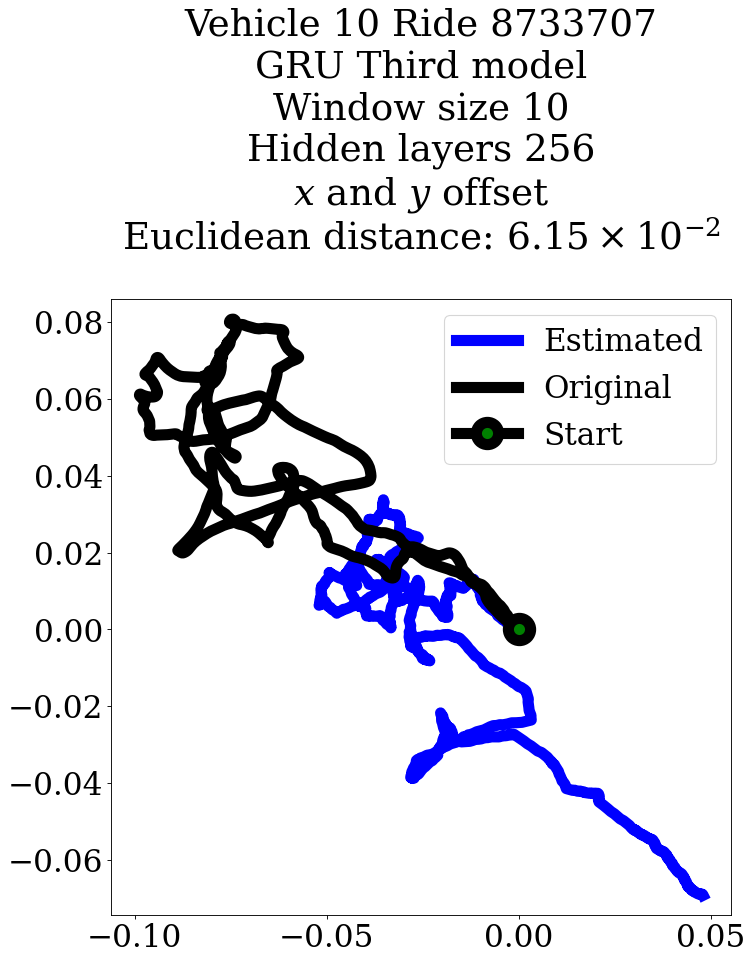 Vehicle 10 Ride 8733707
GRU Third model
Window size 10
Hidden layers 256
x and y offset
Euclidean distance: 6.15 × 10⁻²
Estimated
Original
Start
0.08
0.06
0.04
0.02
0.00
−0.02
−0.04
−0.06
−0.10 −0.05 0.00 0.05